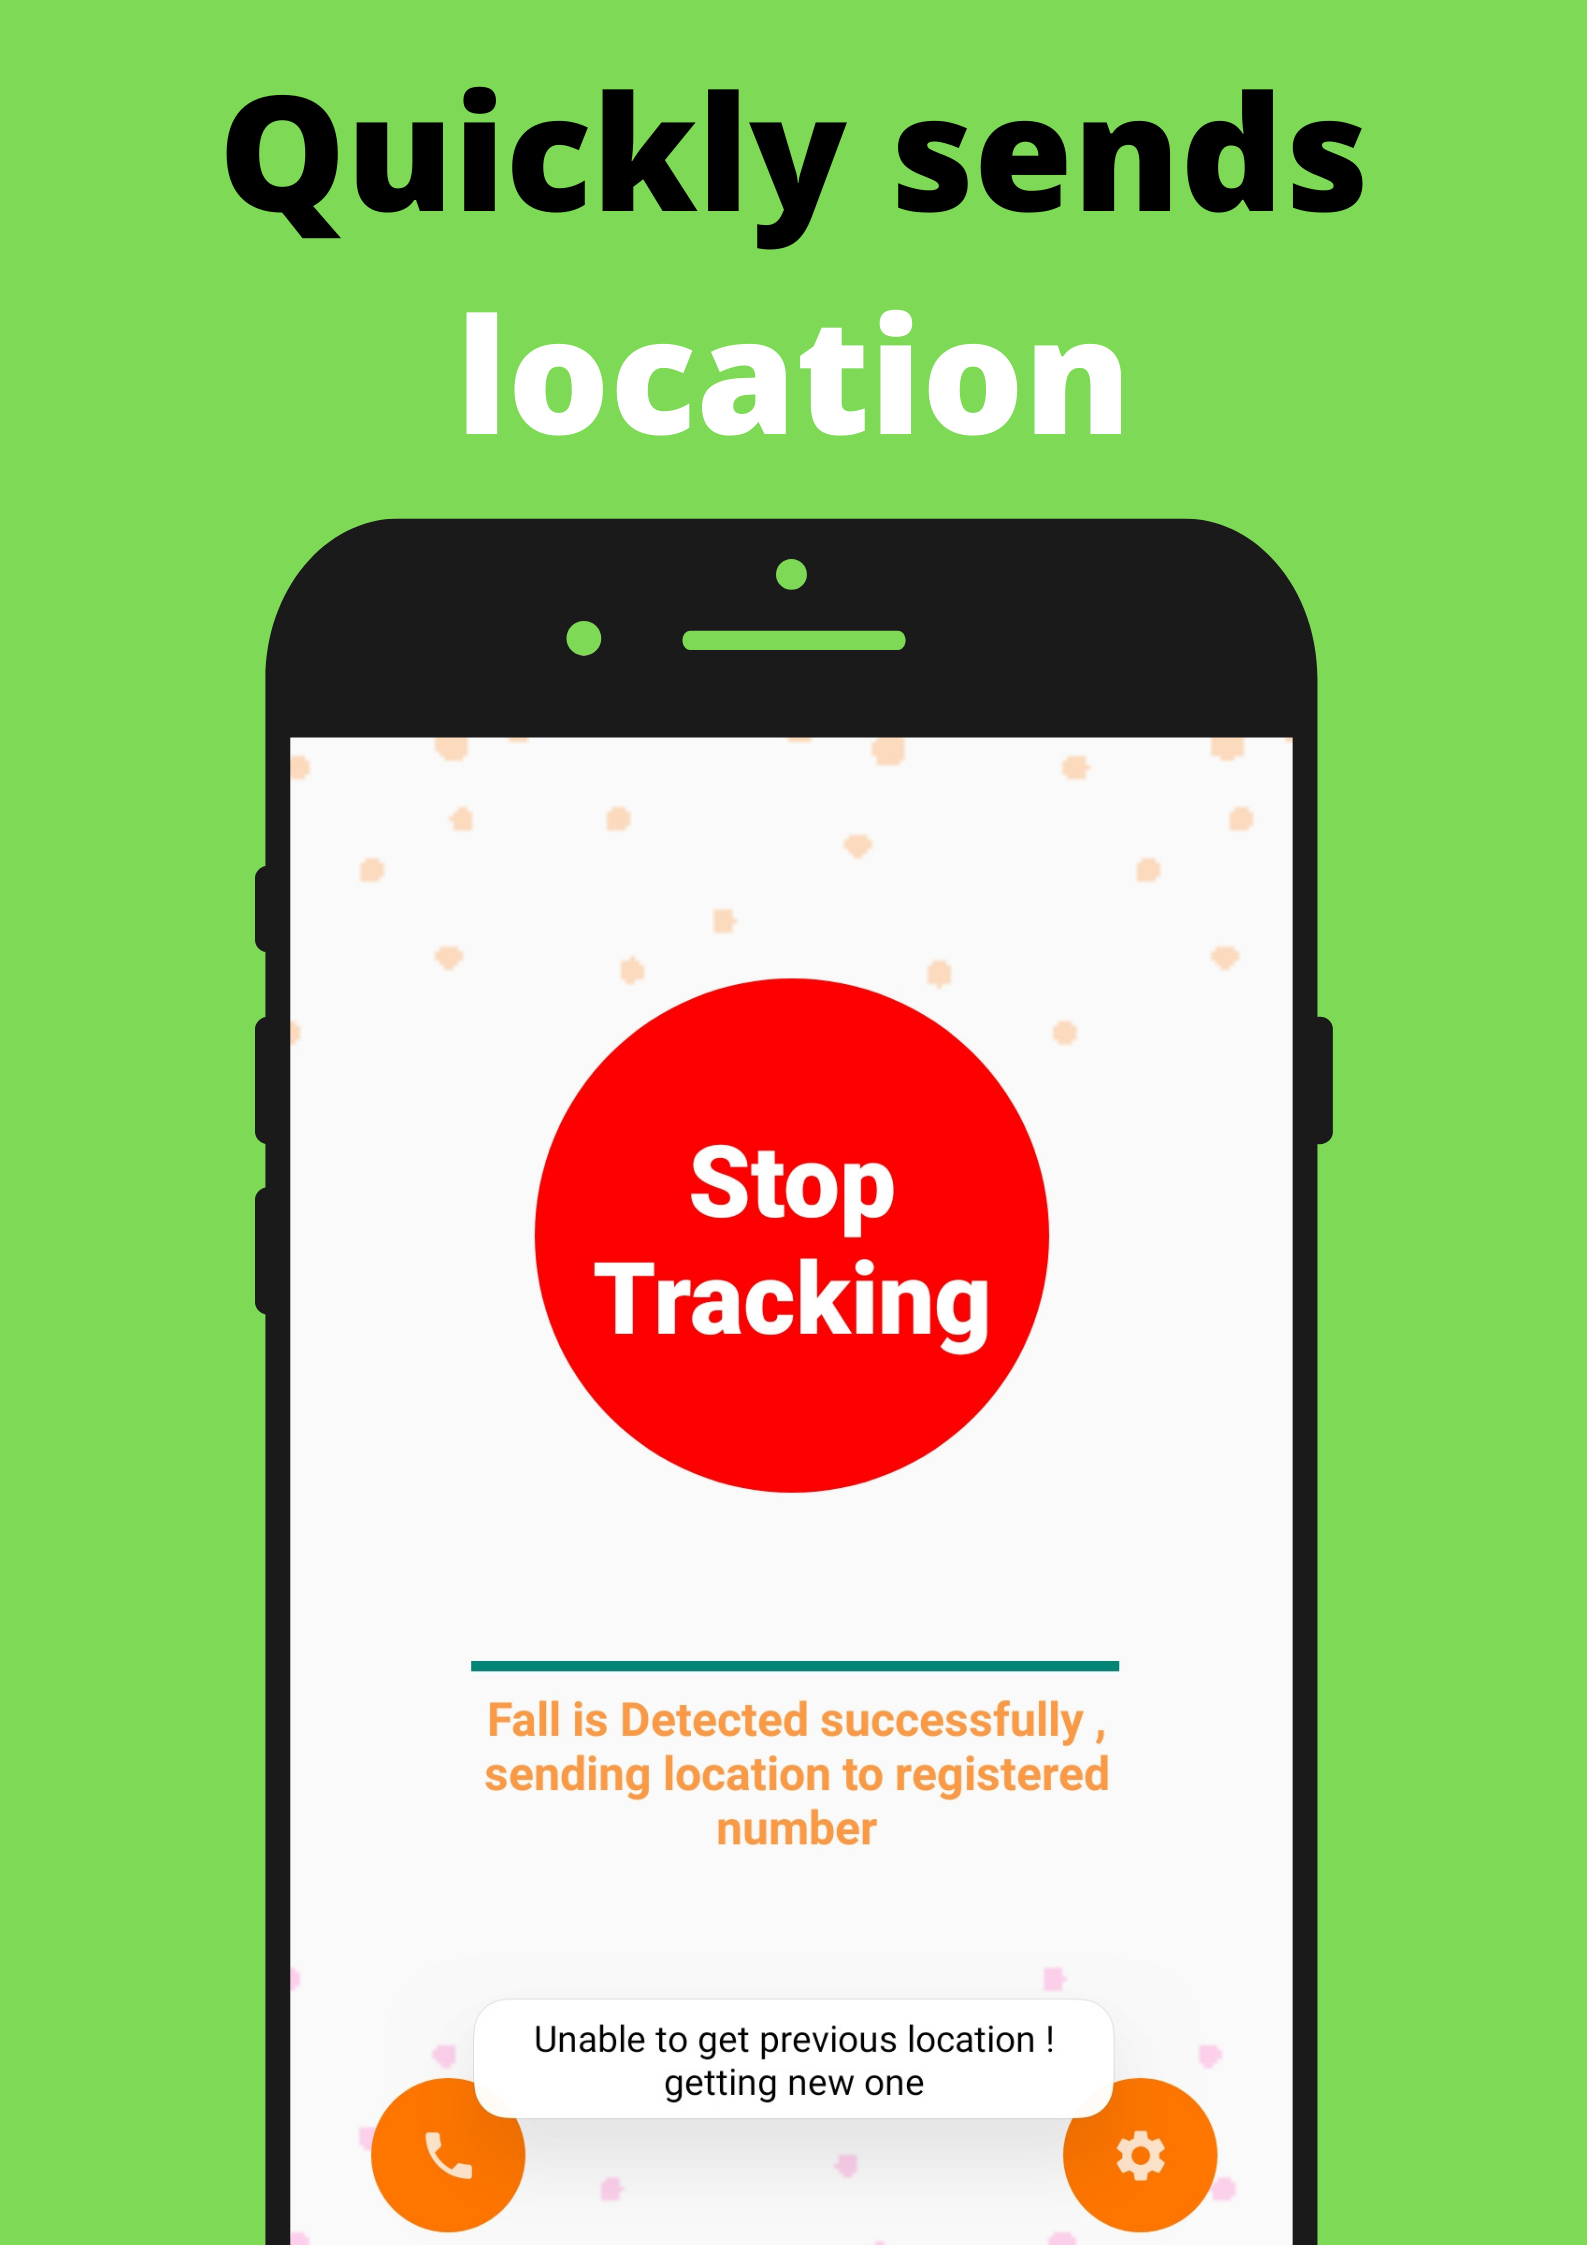 Quickly sends
location
Stop
Tracking
Fall is Detected successfully ,
sending location to registered
number
Unable to get previous location !
getting new one